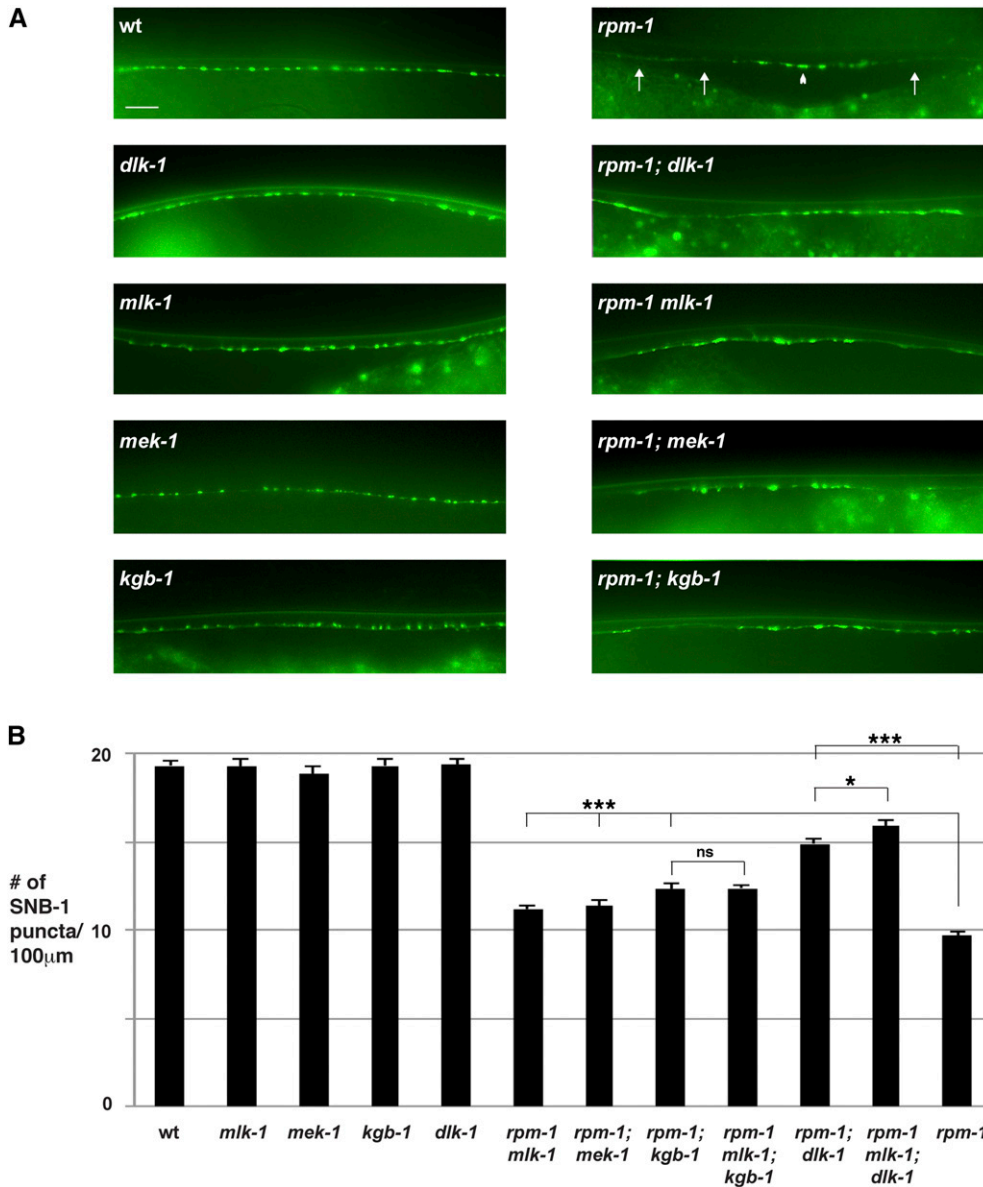 A
wt
rpm-1
dlk-1
rpm-1; dlk-1
mlk-1
rpm-1 mlk-1
mek-1
rpm-1; mek-1
kgb-1
rpm-1; kgb-1
B
# of
SNB-1
puncta/
100μm
20
10
0
***
ns
***
*
wt
mlk-1
mek-1
kgb-1
dlk-1
rpm-1
mlk-1
rpm-1;
mek-1
rpm-1;
kgb-1
rpm-1
mlk-1;
kgb-1
rpm-1;
dlk-1
rpm-1
mlk-1;
dlk-1
rpm-1